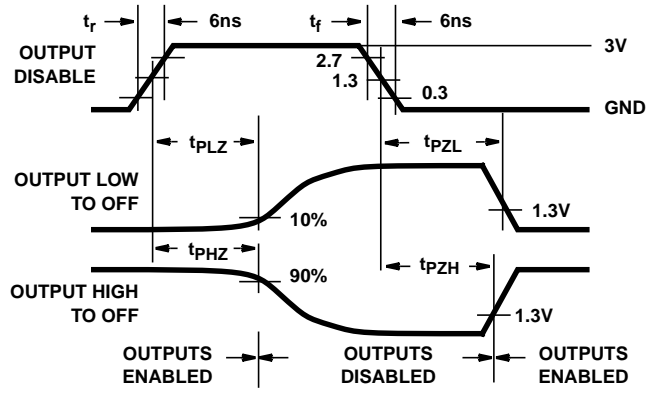 tr
6ns
tf
6ns
OUTPUT
DISABLE
3V
2.7
1.3
0.3
GND
tPLZ
tPZL
OUTPUT LOW
TO OFF
10%
1.3V
tPHZ
tPZH
OUTPUT HIGH
TO OFF
90%
1.3V
OUTPUTS
ENABLED
OUTPUTS
DISABLED
OUTPUTS
ENABLED